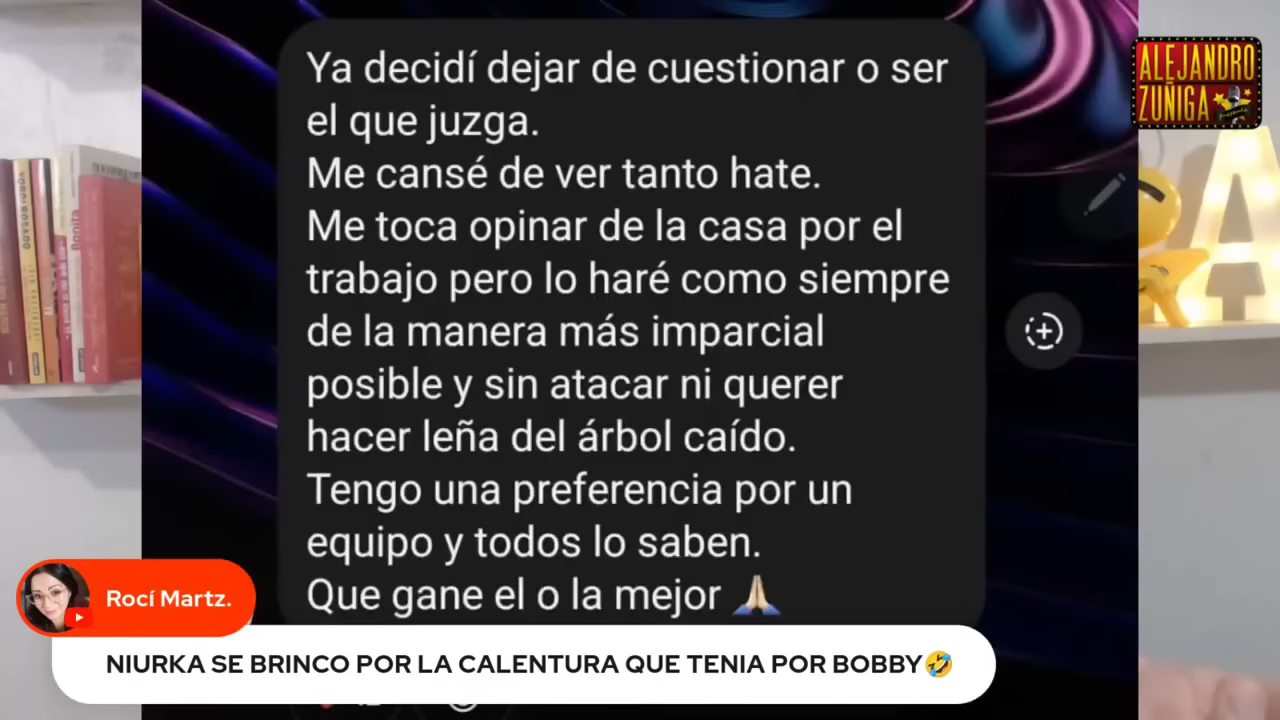 Ya decidí dejar de cuestionar o ser
el que juzga.
Me cansé de ver tanto hate.
Me toca opinar de la casa por el
trabajo pero lo haré como siempre
de la manera más imparcial
posible y sin atacar ni querer
hacer leña del árbol caído.
Tengo una preferencia por un
equipo y todos lo saben.
Que gane el o la mejor 🙏🏼
ALEJANDRO
ZUÑIGA
A
Rocí Martz.
NIURKA SE BRINCO POR LA CALENTURA QUE TENIA POR BOBBY🤣